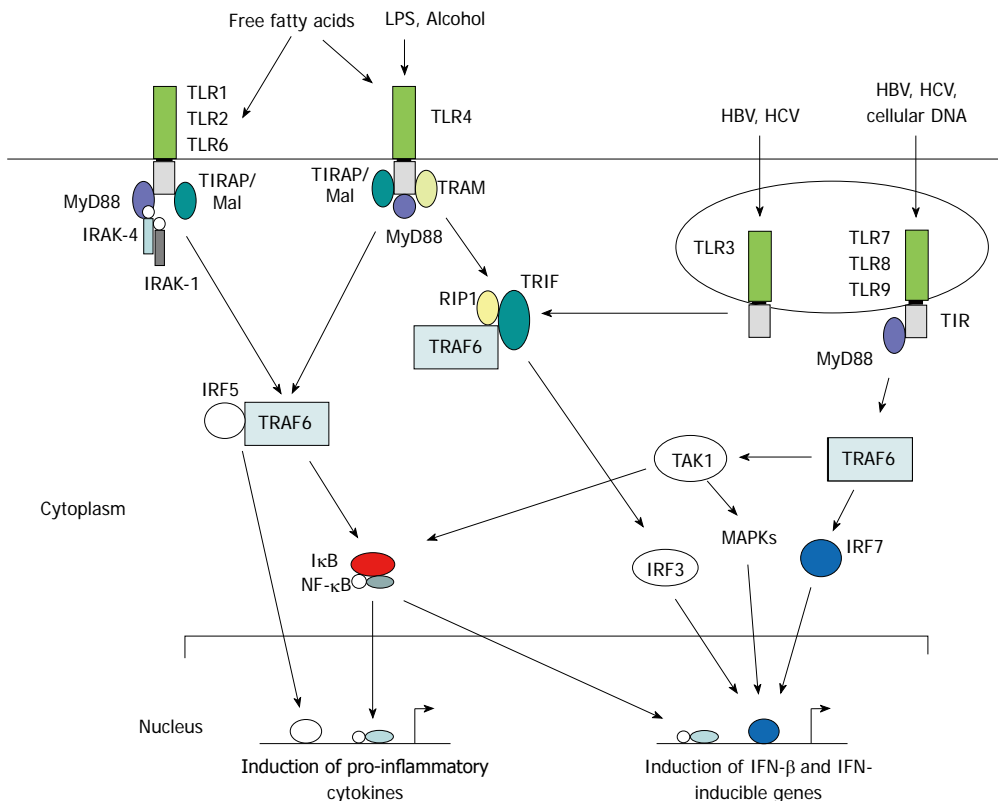 Free fatty acids
LPS, Alcohol
TLR1
TLR2
TLR6
TLR4
HBV, HCV
HBV, HCV,
cellular DNA
MyD88
TIRAP/
Mal
IRAK-4
IRAK-1
TIRAP/
Mal
TRAM
MyD88
TLR3
TLR7
TLR8
TLR9
TIR
MyD88
RIP1
TRIF
TRAF6
IRF5
TRAF6
TAK1
TRAF6
Cytoplasm
MAPKs
IRF7
IκB
NF-κB
IRF3
Nucleus
Induction of pro-inflammatory
cytokines
Induction of IFN-β and IFN-
inducible genes